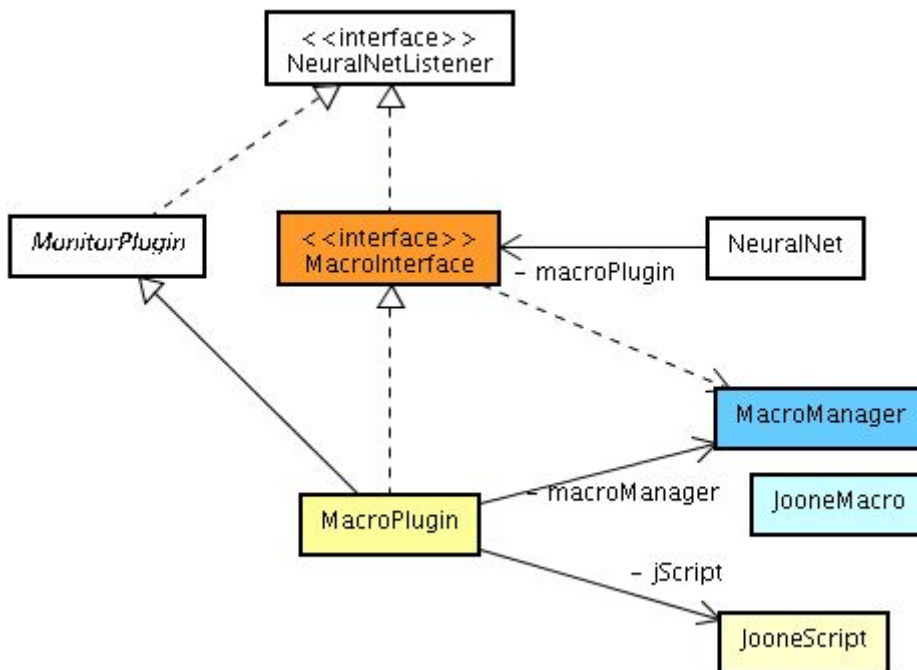 <<interface>>
NeuralNetListener
MonitorPlugin
<<interface>>
MacroInterface
NeuralNet
- macroPlugin
MacroManager
- macroManager
JooneMacro
MacroPlugin
- jScript
JooneScript